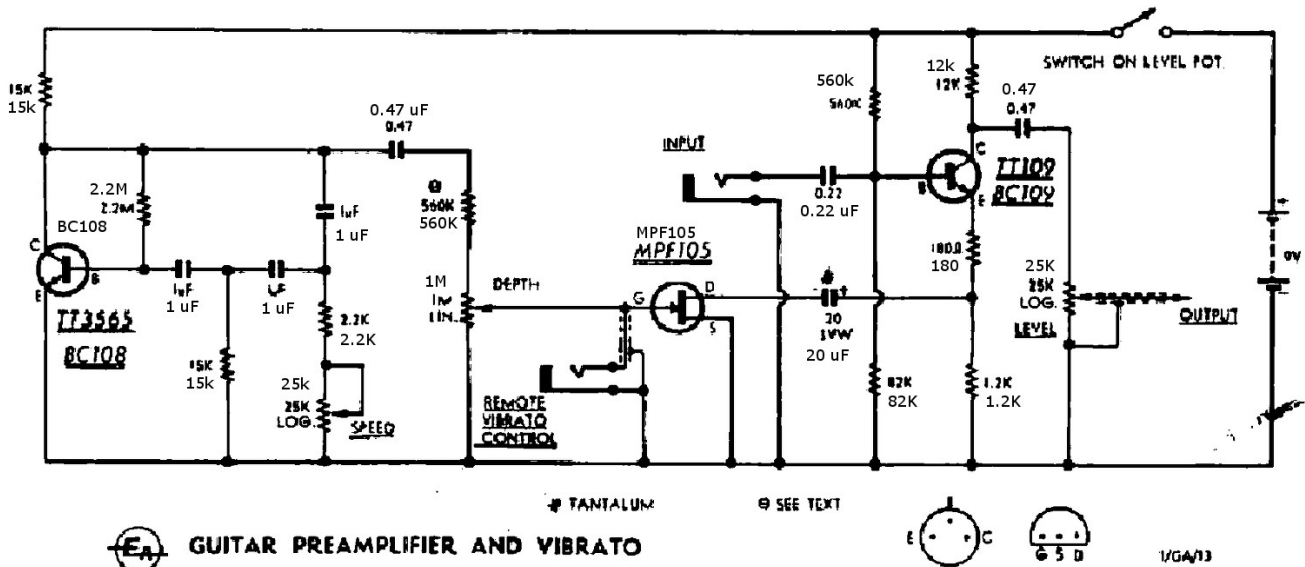 SWITCH ON LEVEL POT.
15K
15k
2.2M
2.2M
BC108
C
B
E
TT3565
BC108
1uF
1 uF
1uF
1 uF
1uF
1 uF
15K
15k
2.2K
2.2K
25k
25K
LOG.
SPEED
0.47 uF
0.47
560K
560K
1M
1M
LIN.
DEPTH
REMOTE
VIBRATO
CONTROL
INPUT
0.22
0.22 uF
MPF105
MPF105
G
D
S
20
20 uF
560k
560K
82K
82K
12k
12K
C
B
E
TT109
BC109
180Ω
180
1.2K
1.2K
0.47
0.47
25K
25K
LOG.
LEVEL
OUTPUT
+
9V
-
# TANTALUM
⊖ SEE TEXT
EA GUITAR PREAMPLIFIER AND VIBRATO
E C
G S D
1/GA/13